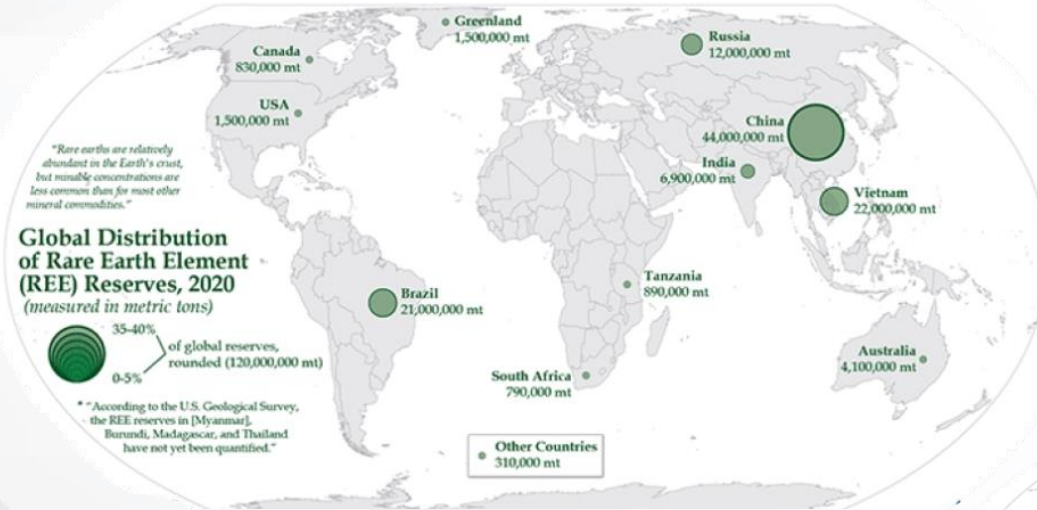 Greenland
1,500,000 mt
Canada
830,000 mt
Russia
12,000,000 mt
USA
1,500,000 mt
China
44,000,000 mt
"Rare earths are relatively
abundant in the Earth's crust,
but minable concentrations are
less common than for most other
mineral commodities."
India
6,900,000 mt
Vietnam
22,000,000 mt
Global Distribution
of Rare Earth Element
(REE) Reserves, 2020
(measured in metric tons)
Tanzania
890,000 mt
Brazil
21,000,000 mt
35-40%
of global reserves,
rounded (120,000,000 mt)
0-5%
Australia
4,100,000 mt
South Africa
790,000 mt
* "According to the U.S. Geological Survey,
the REE reserves in [Myanmar],
Burundi, Madagascar, and Thailand
have not yet been quantified."
Other Countries
310,000 mt